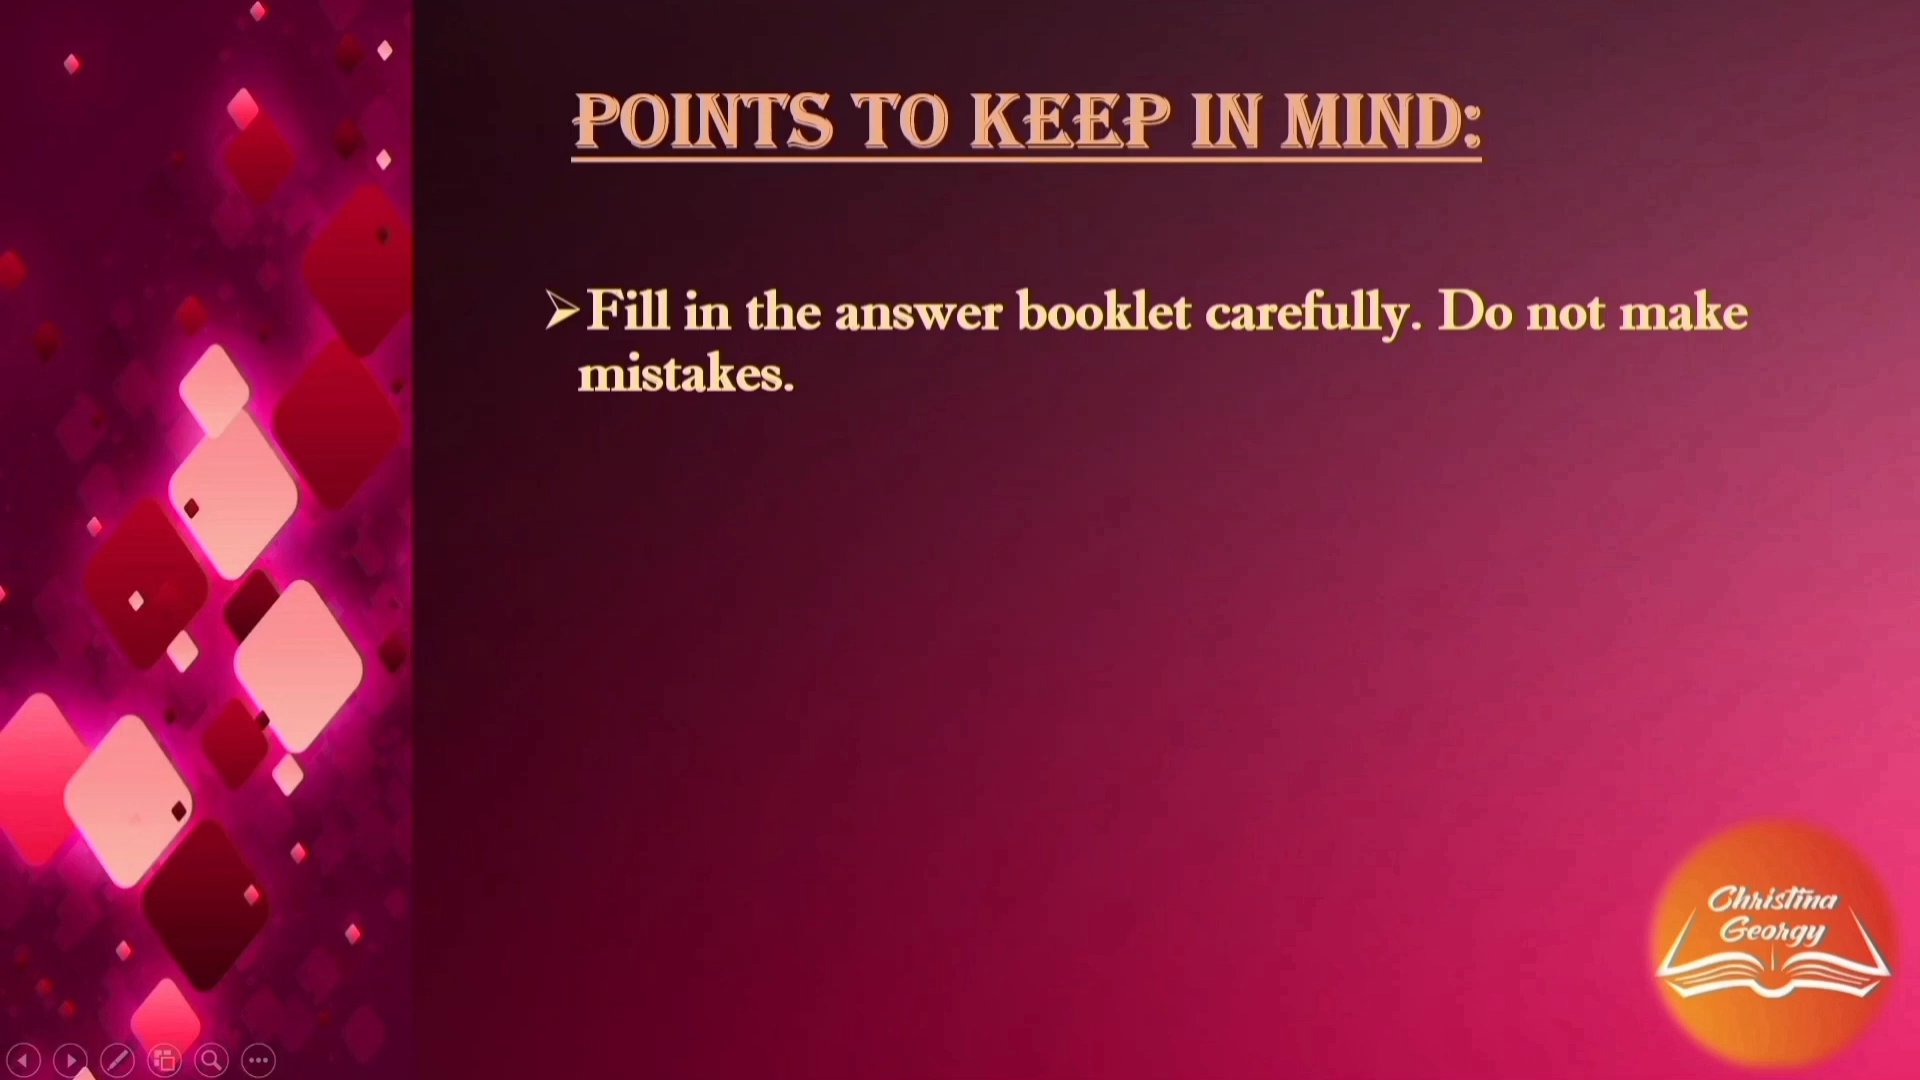 POINTS TO KEEP IN MIND:
➢Fill in the answer booklet carefully. Do not make
mistakes.
Christina
Georgy